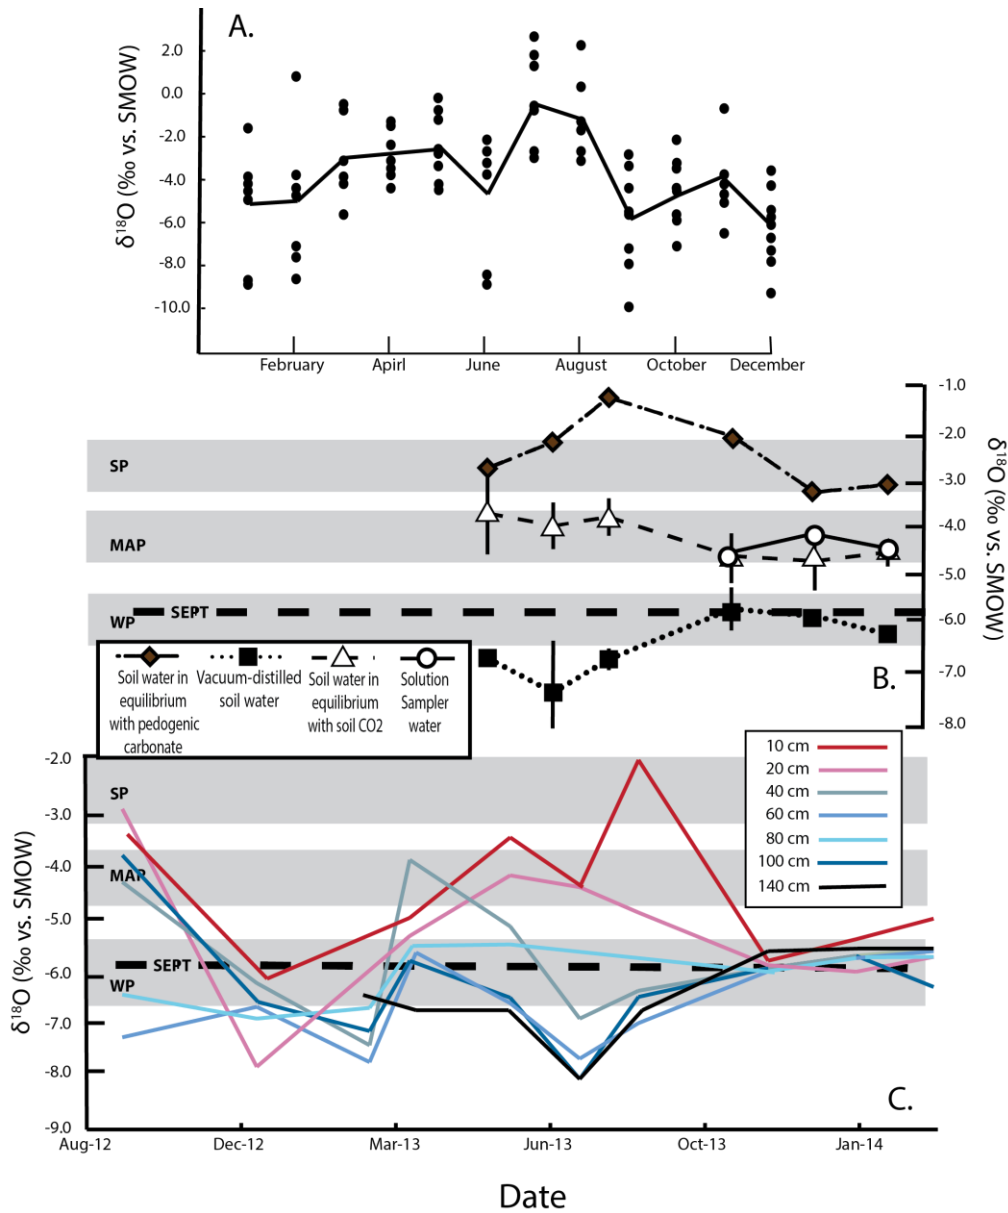 A.
δ¹⁸O (‰ vs. SMOW)
2.0
0.0
-2.0
-4.0
-6.0
-8.0
-10.0
February
Apirl
June
August
October
December
-1.0
-2.0
-3.0
-4.0
-5.0
-6.0
-7.0
-8.0
δ¹⁸O (‰ vs. SMOW)
SP
MAP
SEPT
WP
B.
Soil water in
equilibrium
with pedogenic
carbonate
Vacuum-distilled
soil water
Soil water in
equilibrium
with soil CO2
Solution
Sampler
water
-2.0
-3.0
-4.0
-5.0
-6.0
-7.0
-8.0
-9.0
δ¹⁸O (‰ vs. SMOW)
SP
MAP
SEPT
WP
10 cm
20 cm
40 cm
60 cm
80 cm
100 cm
140 cm
C.
Aug-12
Dec-12
Mar-13
Jun-13
Oct-13
Jan-14
Date